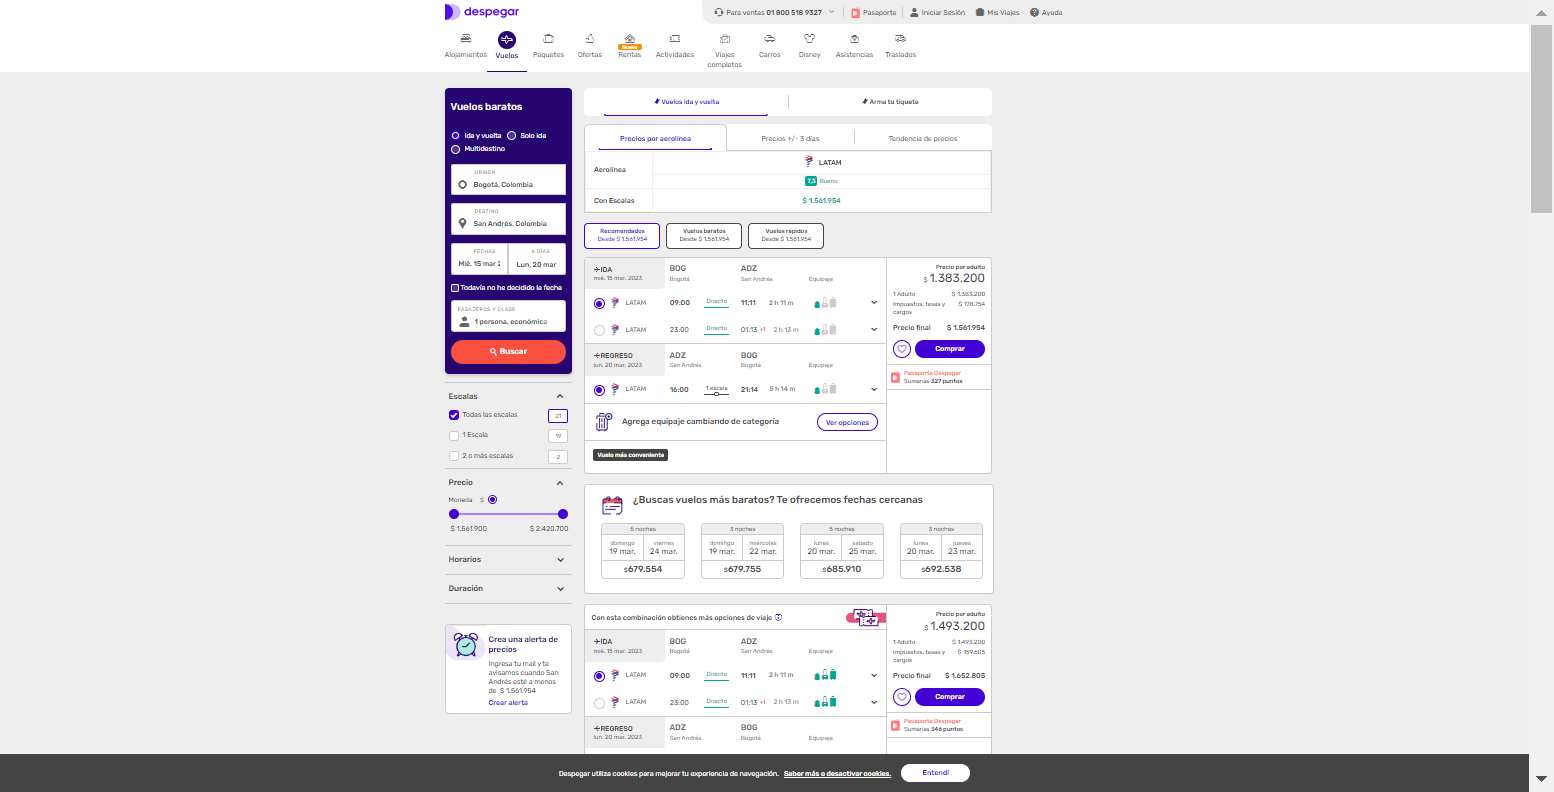 despegar
Para ventas 01 800 518 9327
Pasaporte
Iniciar Sesión
Mis Viajes
Ayuda
Alojamientos
Vuelos
Paquetes
Ofertas
Nuevo
Rentas
Actividades
Viajes completos
Carros
Disney
Asistencias
Traslados
Vuelos baratos
Ida y vuelta
Solo ida
Multidestino
ORIGEN
Bogotá, Colombia
DESTINO
San Andrés, Colombia
FECHAS
6 DÍAS
Mié, 15 mar 2
Lun, 20 mar
Todavía no he decidido la fecha
PASAJEROS Y CLASE
1 persona, económica
Buscar
Escalas
Todas las escalas 21
1 Escala 19
2 o más escalas 2
Precio
Moneda $
$ 1.561.900 $ 2.420.700
Horarios
Duración
Crea una alerta de precios
Ingresa tu mail y te
avisamos cuando San
Andrés esté a menos
de $ 1.561.954
Crear alerta
Vuelos ida y vuelta
Arma tu tiquete
Precios por aerolínea
Precios +/- 3 días
Tendencia de precios
Aerolínea
LATAM
7,3 Bueno
Con Escalas $ 1.561.954
Recomendados
Desde $ 1.561.954
Vuelos baratos
Desde $ 1.561.954
Vuelos rápidos
Desde $ 1.561.954
IDA BOG ADZ
mié. 15 mar. 2023 Bogotá San Andrés Equipaje
LATAM 09:00 Directo 11:11 2 h 11 m
LATAM 23:00 Directo 01:13 +1 2 h 13 m
REGRESO ADZ BOG
lun. 20 mar. 2023 San Andrés Bogotá Equipaje
LATAM 16:00 1 escala 21:14 5 h 14 m
Agrega equipaje cambiando de categoría
Ver opciones
Vuelo más conveniente
Precio por adulto
$ 1.383.200
1 Adulto $ 1.383.200
Impuestos, tasas y cargos $ 178.754
Precio final $ 1.561.954
Comprar
Pasaporte Despegar
Sumarías 327 puntos
¿Buscas vuelos más baratos? Te ofrecemos fechas cercanas
5 noches
domingo viernes
19 mar. 24 mar.
$679.554
3 noches
domingo miércoles
19 mar. 22 mar.
$679.755
5 noches
lunes sábado
20 mar. 25 mar.
$685.910
3 noches
lunes jueves
20 mar. 23 mar.
$692.538
Con esta combinación obtienes más opciones de viaje
IDA BOG ADZ
mié. 15 mar. 2023 Bogotá San Andrés Equipaje
LATAM 09:00 Directo 11:11 2 h 11 m
LATAM 23:00 Directo 01:13 +1 2 h 13 m
REGRESO ADZ BOG
lun. 20 mar. 2023 San Andrés Bogotá Equipaje
Precio por adulto
$ 1.493.200
1 Adulto $ 1.493.200
Impuestos, tasas y cargos $ 159.605
Precio final $ 1.652.805
Comprar
Pasaporte Despegar
Sumarías 346 puntos
Despegar utiliza cookies para mejorar tu experiencia de navegación. Saber más o desactivar cookies.
Entendí